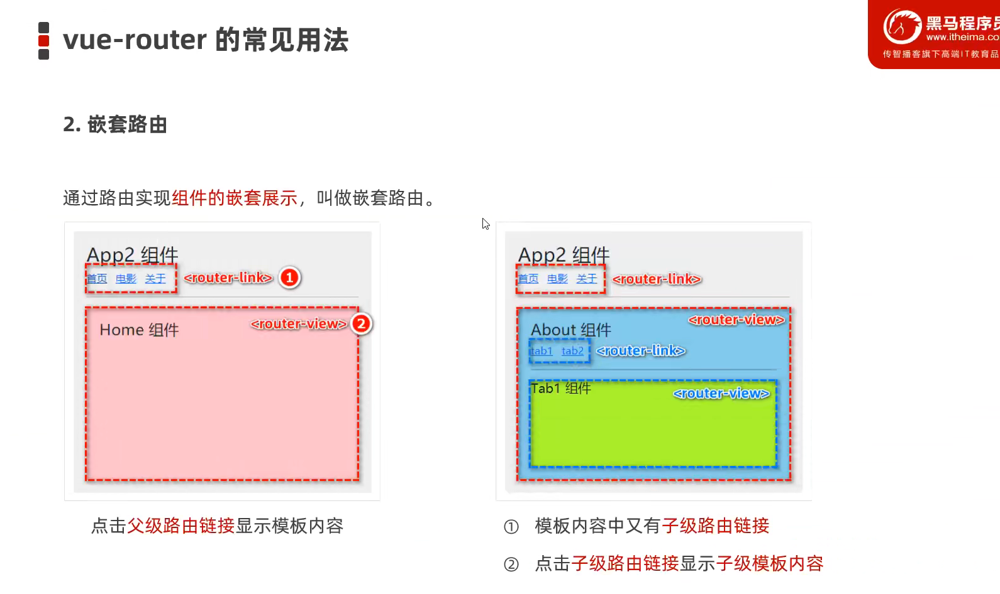 vue-router 的常见用法
黑马程序员
www.itheima.co
传智播客旗下高端IT教育品
2. 嵌套路由
通过路由实现组件的嵌套展示，叫做嵌套路由。
App2 组件
首页 电影 关于 <router-link> 1
<router-view> 2
Home 组件
点击父级路由链接显示模板内容
App2 组件
首页 电影 关于 <router-link>
<router-view>
About 组件
tab1 tab2 <router-link>
Tab1 组件 <router-view>
① 模板内容中又有子级路由链接
② 点击子级路由链接显示子级模板内容